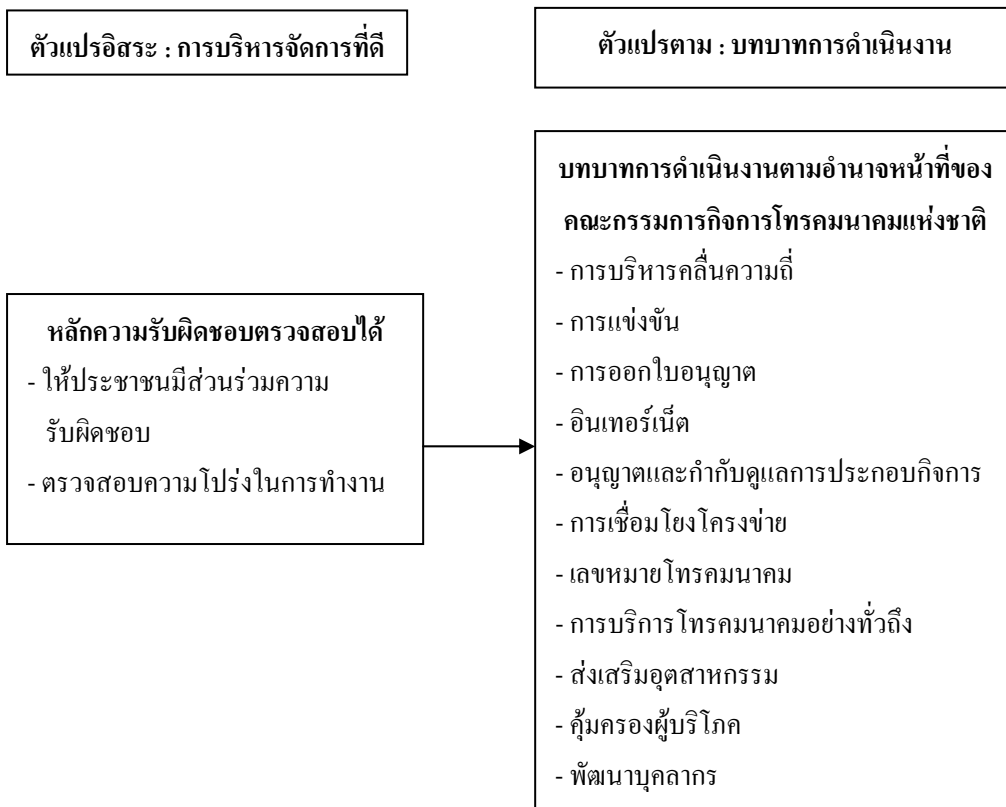 ตัวแปรอิสระ : การบริหารจัดการที่ดี
ตัวแปรตาม : บทบาทการดำเนินงาน
หลักความรับผิดชอบตรวจสอบได้
- ให้ประชาชนมีส่วนร่วมความ
รับผิดชอบ
- ตรวจสอบความโปร่งในการทำงาน
บทบาทการดำเนินงานตามอำนาจหน้าที่ของ
คณะกรรมการกิจการโทรคมนาคมแห่งชาติ
- การบริหารคลื่นความถี่
- การแข่งขัน
- การออกใบอนุญาต
- อินเทอร์เน็ต
- อนุญาตและกำกับดูแลการประกอบกิจการ
- การเชื่อมโยงโครงข่าย
- เลขหมายโทรคมนาคม
- การบริการโทรคมนาคมอย่างทั่วถึง
- ส่งเสริมอุตสาหกรรม
- คุ้มครองผู้บริโภค
- พัฒนาบุคลากร